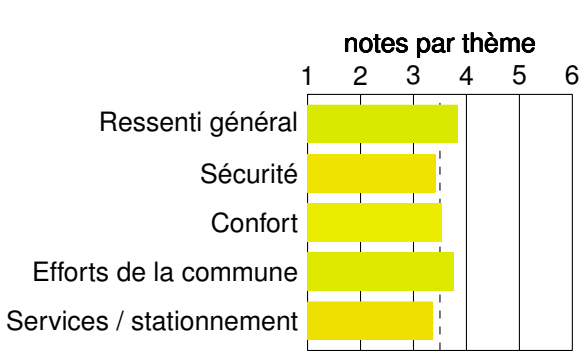 notes par thème
1 2 3 4 5 6
Ressenti général
Sécurité
Confort
Efforts de la commune
Services / stationnement